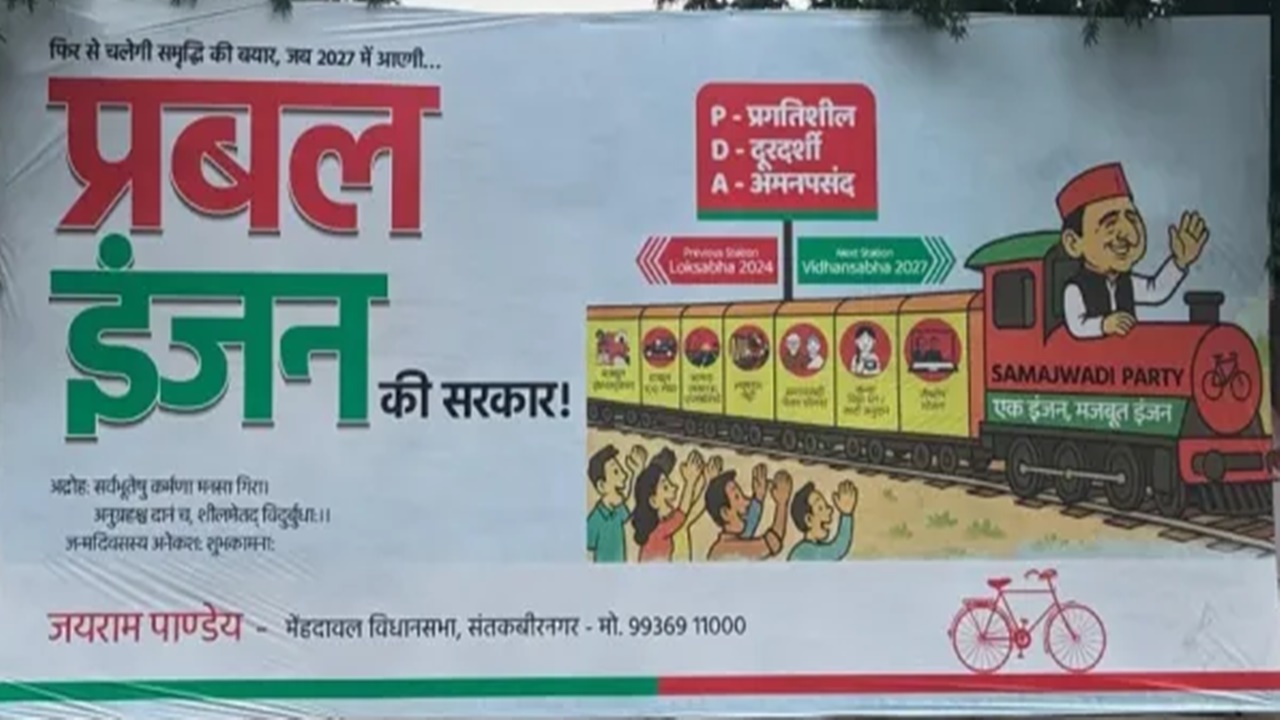 फिर से चलेगी समृद्धि की बयार, जब 2027 में आएगी...
प्रबल
इंजन
की सरकार!
अद्रोहः सर्वभूतेषु कर्मणा मनसा गिरा।
अनुग्रहश्च दानं च, शीलमेतद् विदुर्बुधाः।।
जन्मदिवसस्य अनेकशः शुभकामनाः
P - प्रगतिशील
D - दूरदर्शी
A - अमनपसंद
Previous Station
Loksabha 2024
Next Station
Vidhansabha 2027
SAMAJWADI PARTY
एक इंजन, मजबूत इंजन
जयराम पाण्डेय - मेंहदावल विधानसभा, संतकबीरनगर - मो. 99369 11000